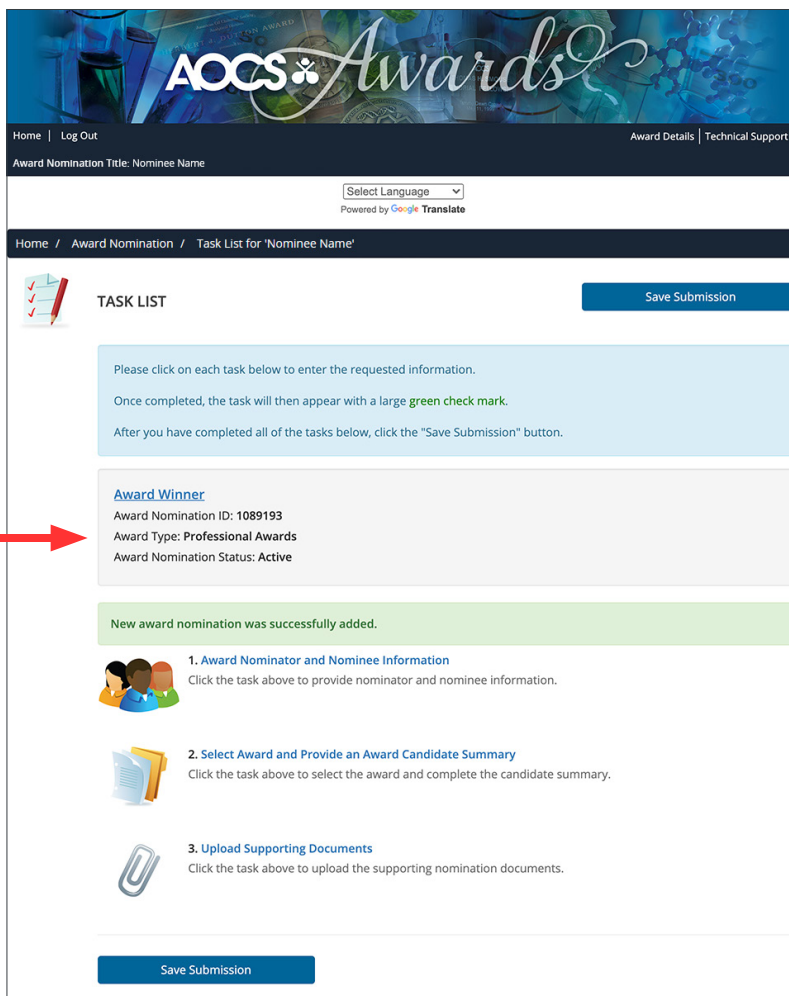 AOCS Awards
Home | Log Out
Award Details | Technical Support
Award Nomination Title: Nominee Name
Select Language
Powered by Google Translate
Home / Award Nomination / Task List for 'Nominee Name'
TASK LIST
Save Submission
Please click on each task below to enter the requested information.
Once completed, the task will then appear with a large green check mark.
After you have completed all of the tasks below, click the "Save Submission" button.
Award Winner
Award Nomination ID: 1089193
Award Type: Professional Awards
Award Nomination Status: Active
New award nomination was successfully added.
1. Award Nominator and Nominee Information
Click the task above to provide nominator and nominee information.
2. Select Award and Provide an Award Candidate Summary
Click the task above to select the award and complete the candidate summary.
3. Upload Supporting Documents
Click the task above to upload the supporting nomination documents.
Save Submission